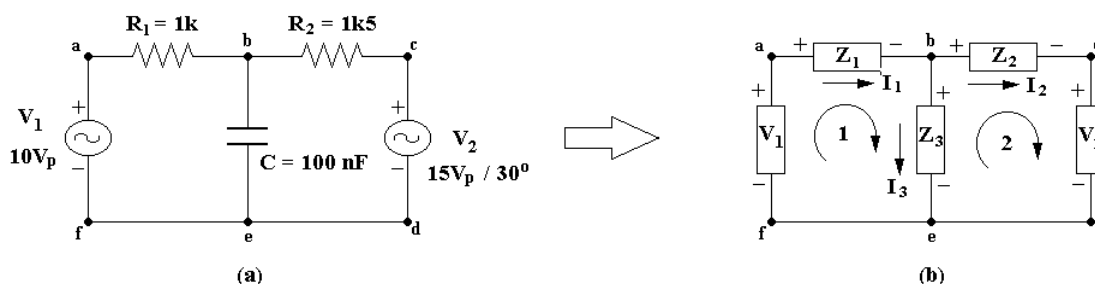 R1 = 1k
R2 = 1k5
a
b
c
+
+
V1
10Vp
V2
C = 100 nF
15Vp / 30o
−
−
f
e
d
(a)
a
+
Z1
−
b
+
Z2
−
I1
I2
+
+
V1
1
Z3
2
I3
−
−
−
f
e
(b)